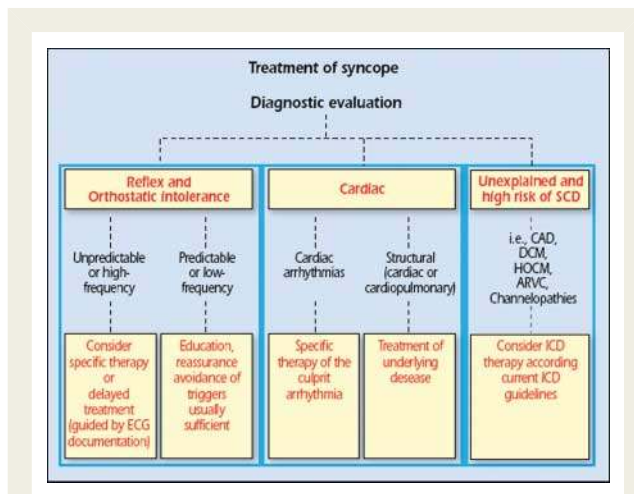 Treatment of syncope
Diagnostic evaluation
Reflex and
Orthostatic intolerance
Cardiac
Unexplained and
high risk of SCD
Unpredictable
or high-
frequency
Predictable
or low-
frequency
Cardiac
arrhythmias
Structural
(cardiac or
cardiopulmonary)
i.e., CAD,
DCM,
HOCM,
ARVC,
Channelopathies
Consider
specific therapy
or
delayed
treatment
(guided by ECG
documentation)
Education,
reassurance
avoidance of
triggers
usually
sufficient
Specific
therapy of the
culprit
arrhythmia
Treatment of
underlying
desease
Consider ICD
therapy according
current ICD
guidelines